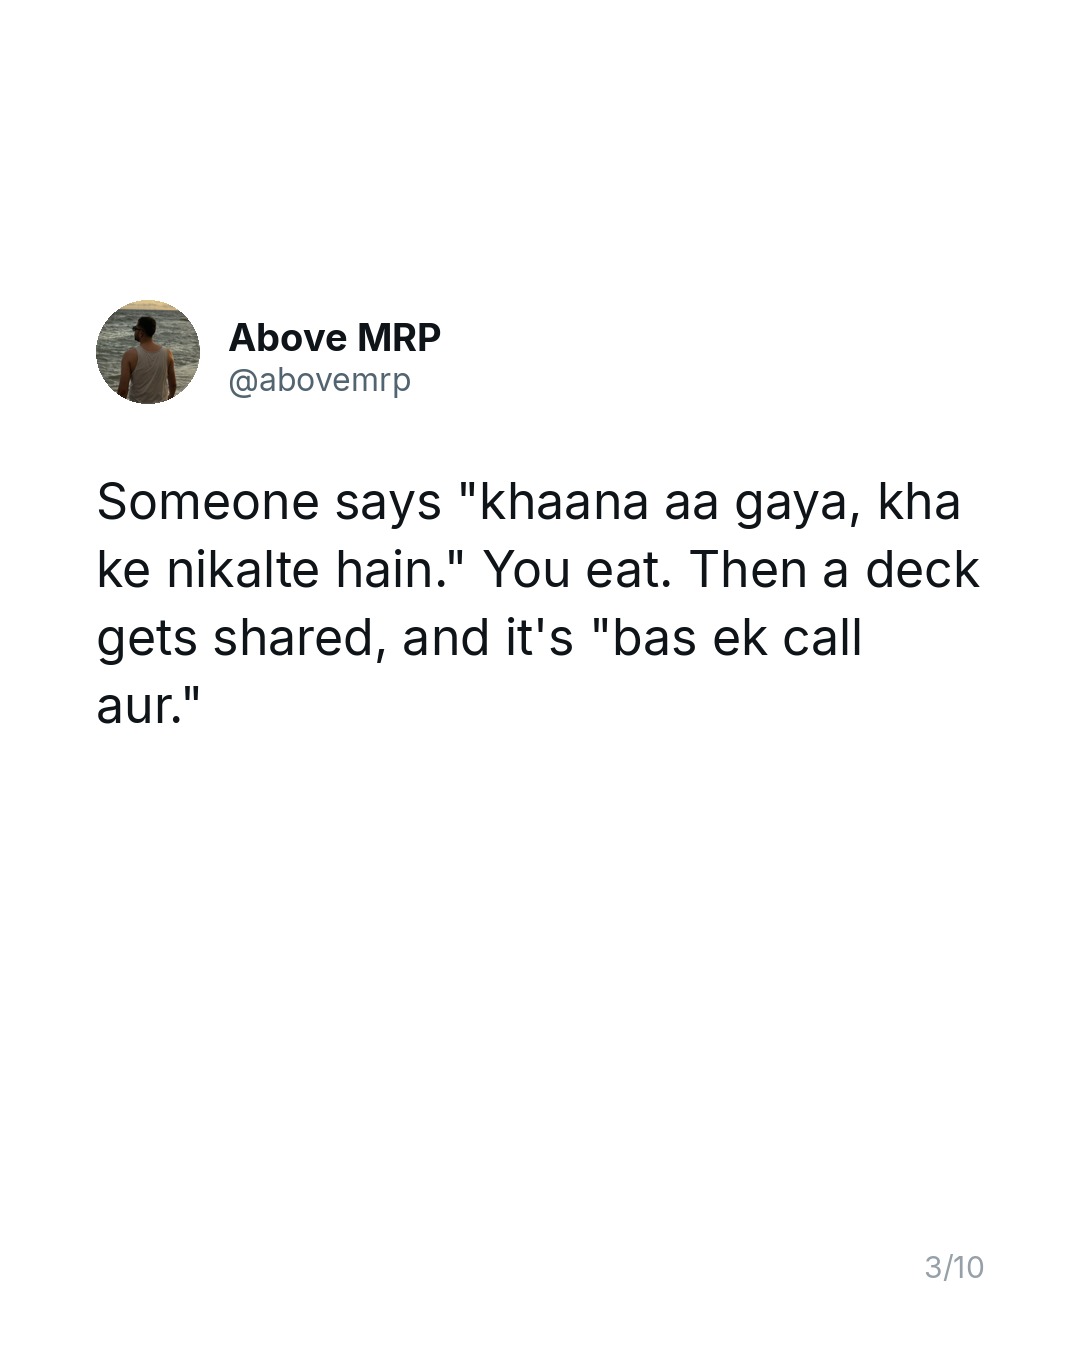 Above MRP
@abovemrp
Someone says "khaana aa gaya, kha
ke nikalte hain." You eat. Then a deck
gets shared, and it's "bas ek call
aur."
3/10